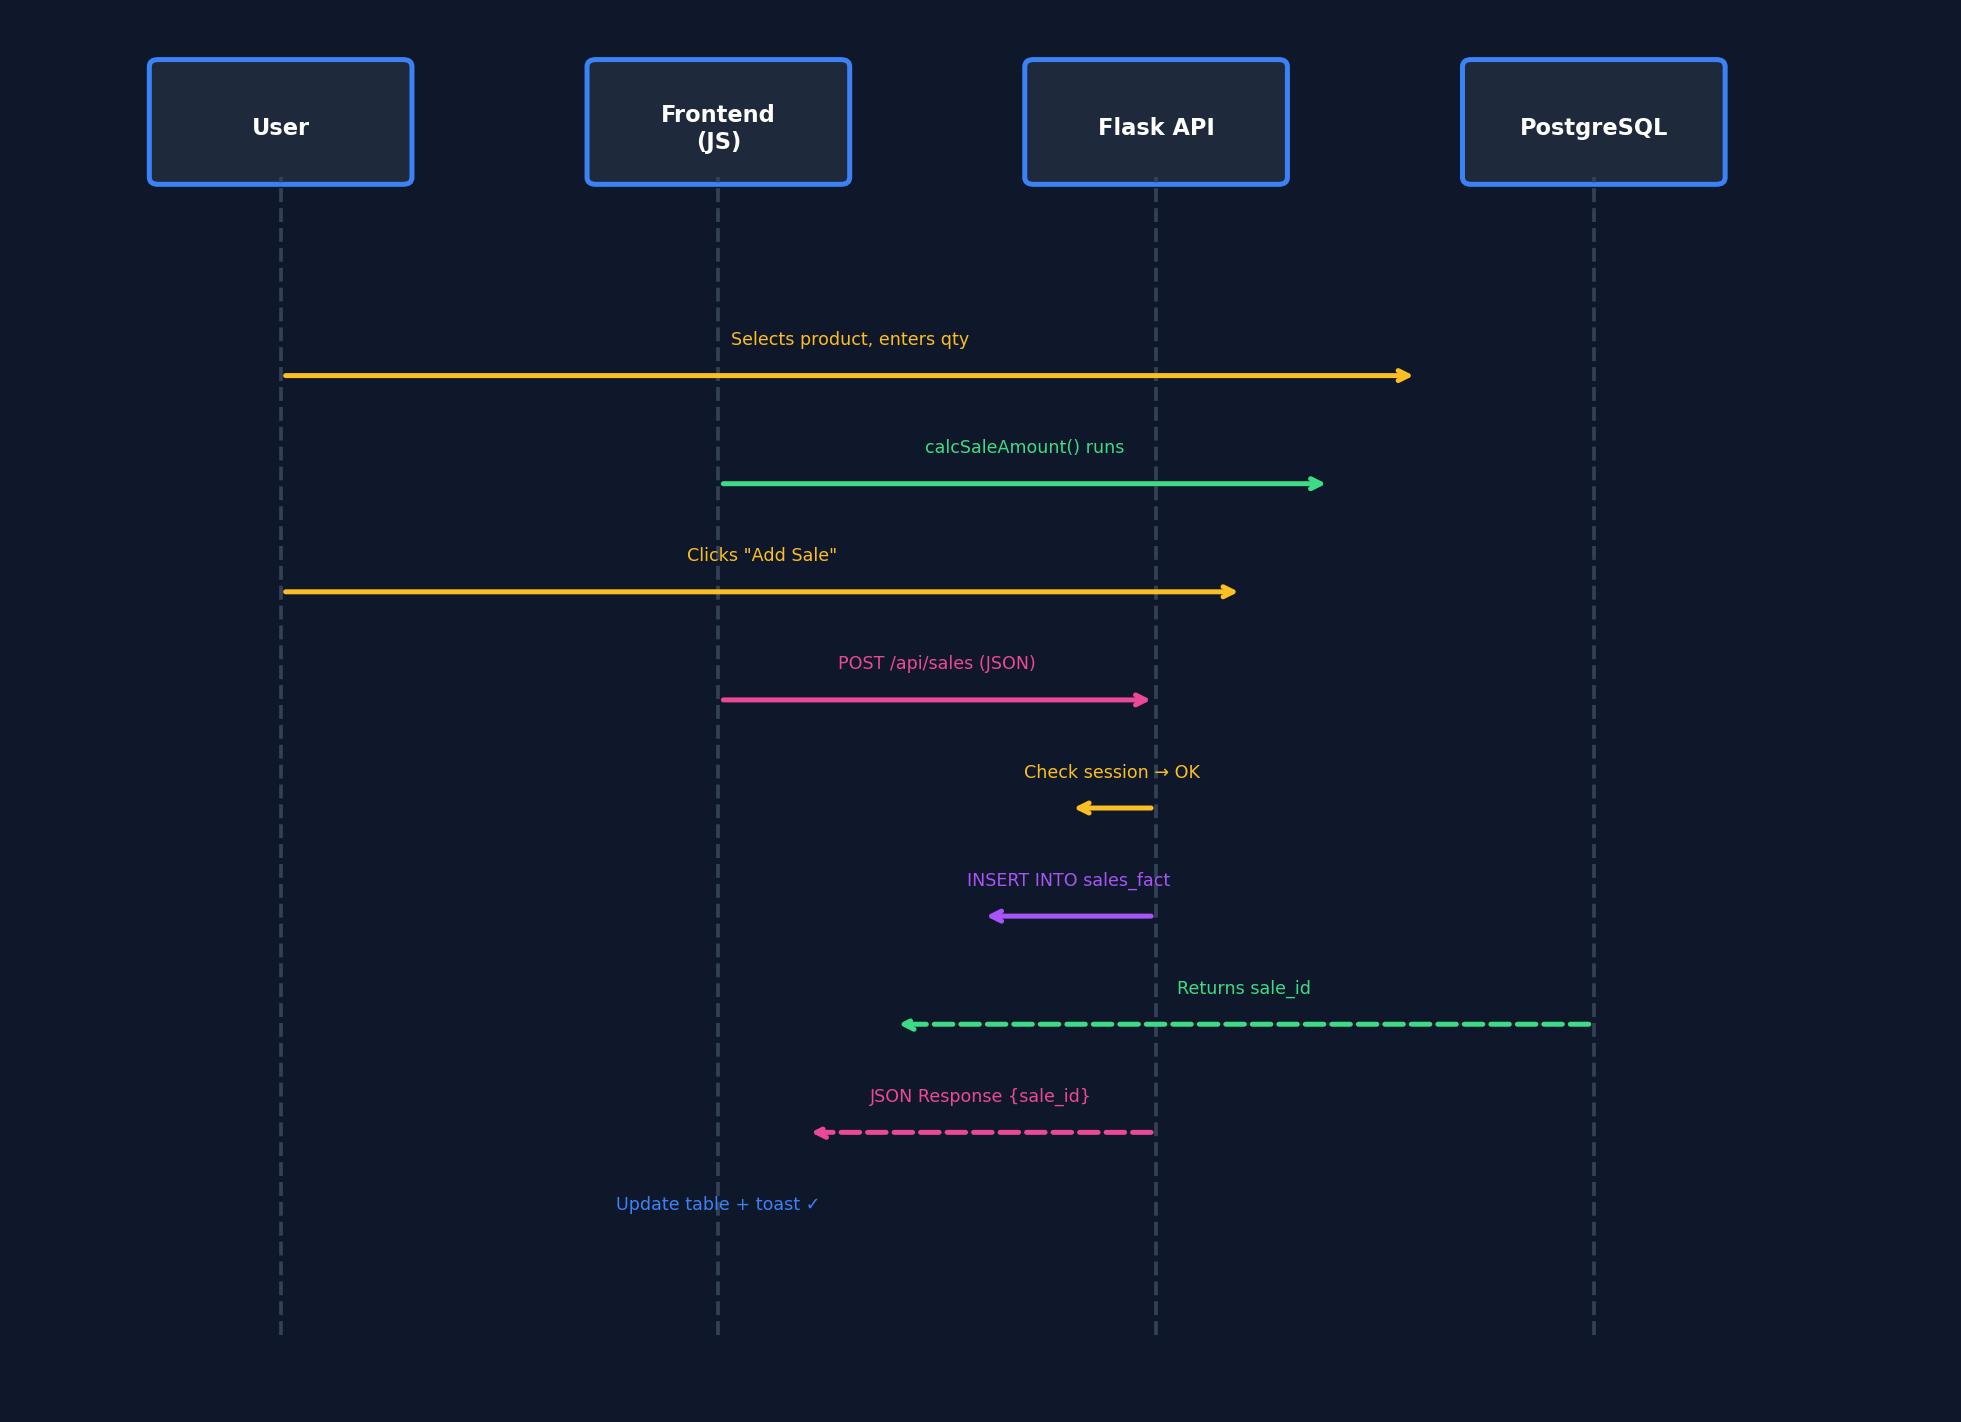 User
Frontend
(JS)
Flask API
PostgreSQL
Selects product, enters qty
calcSaleAmount() runs
Clicks "Add Sale"
POST /api/sales (JSON)
Check session → OK
INSERT INTO sales_fact
Returns sale_id
JSON Response {sale_id}
Update table + toast ✓